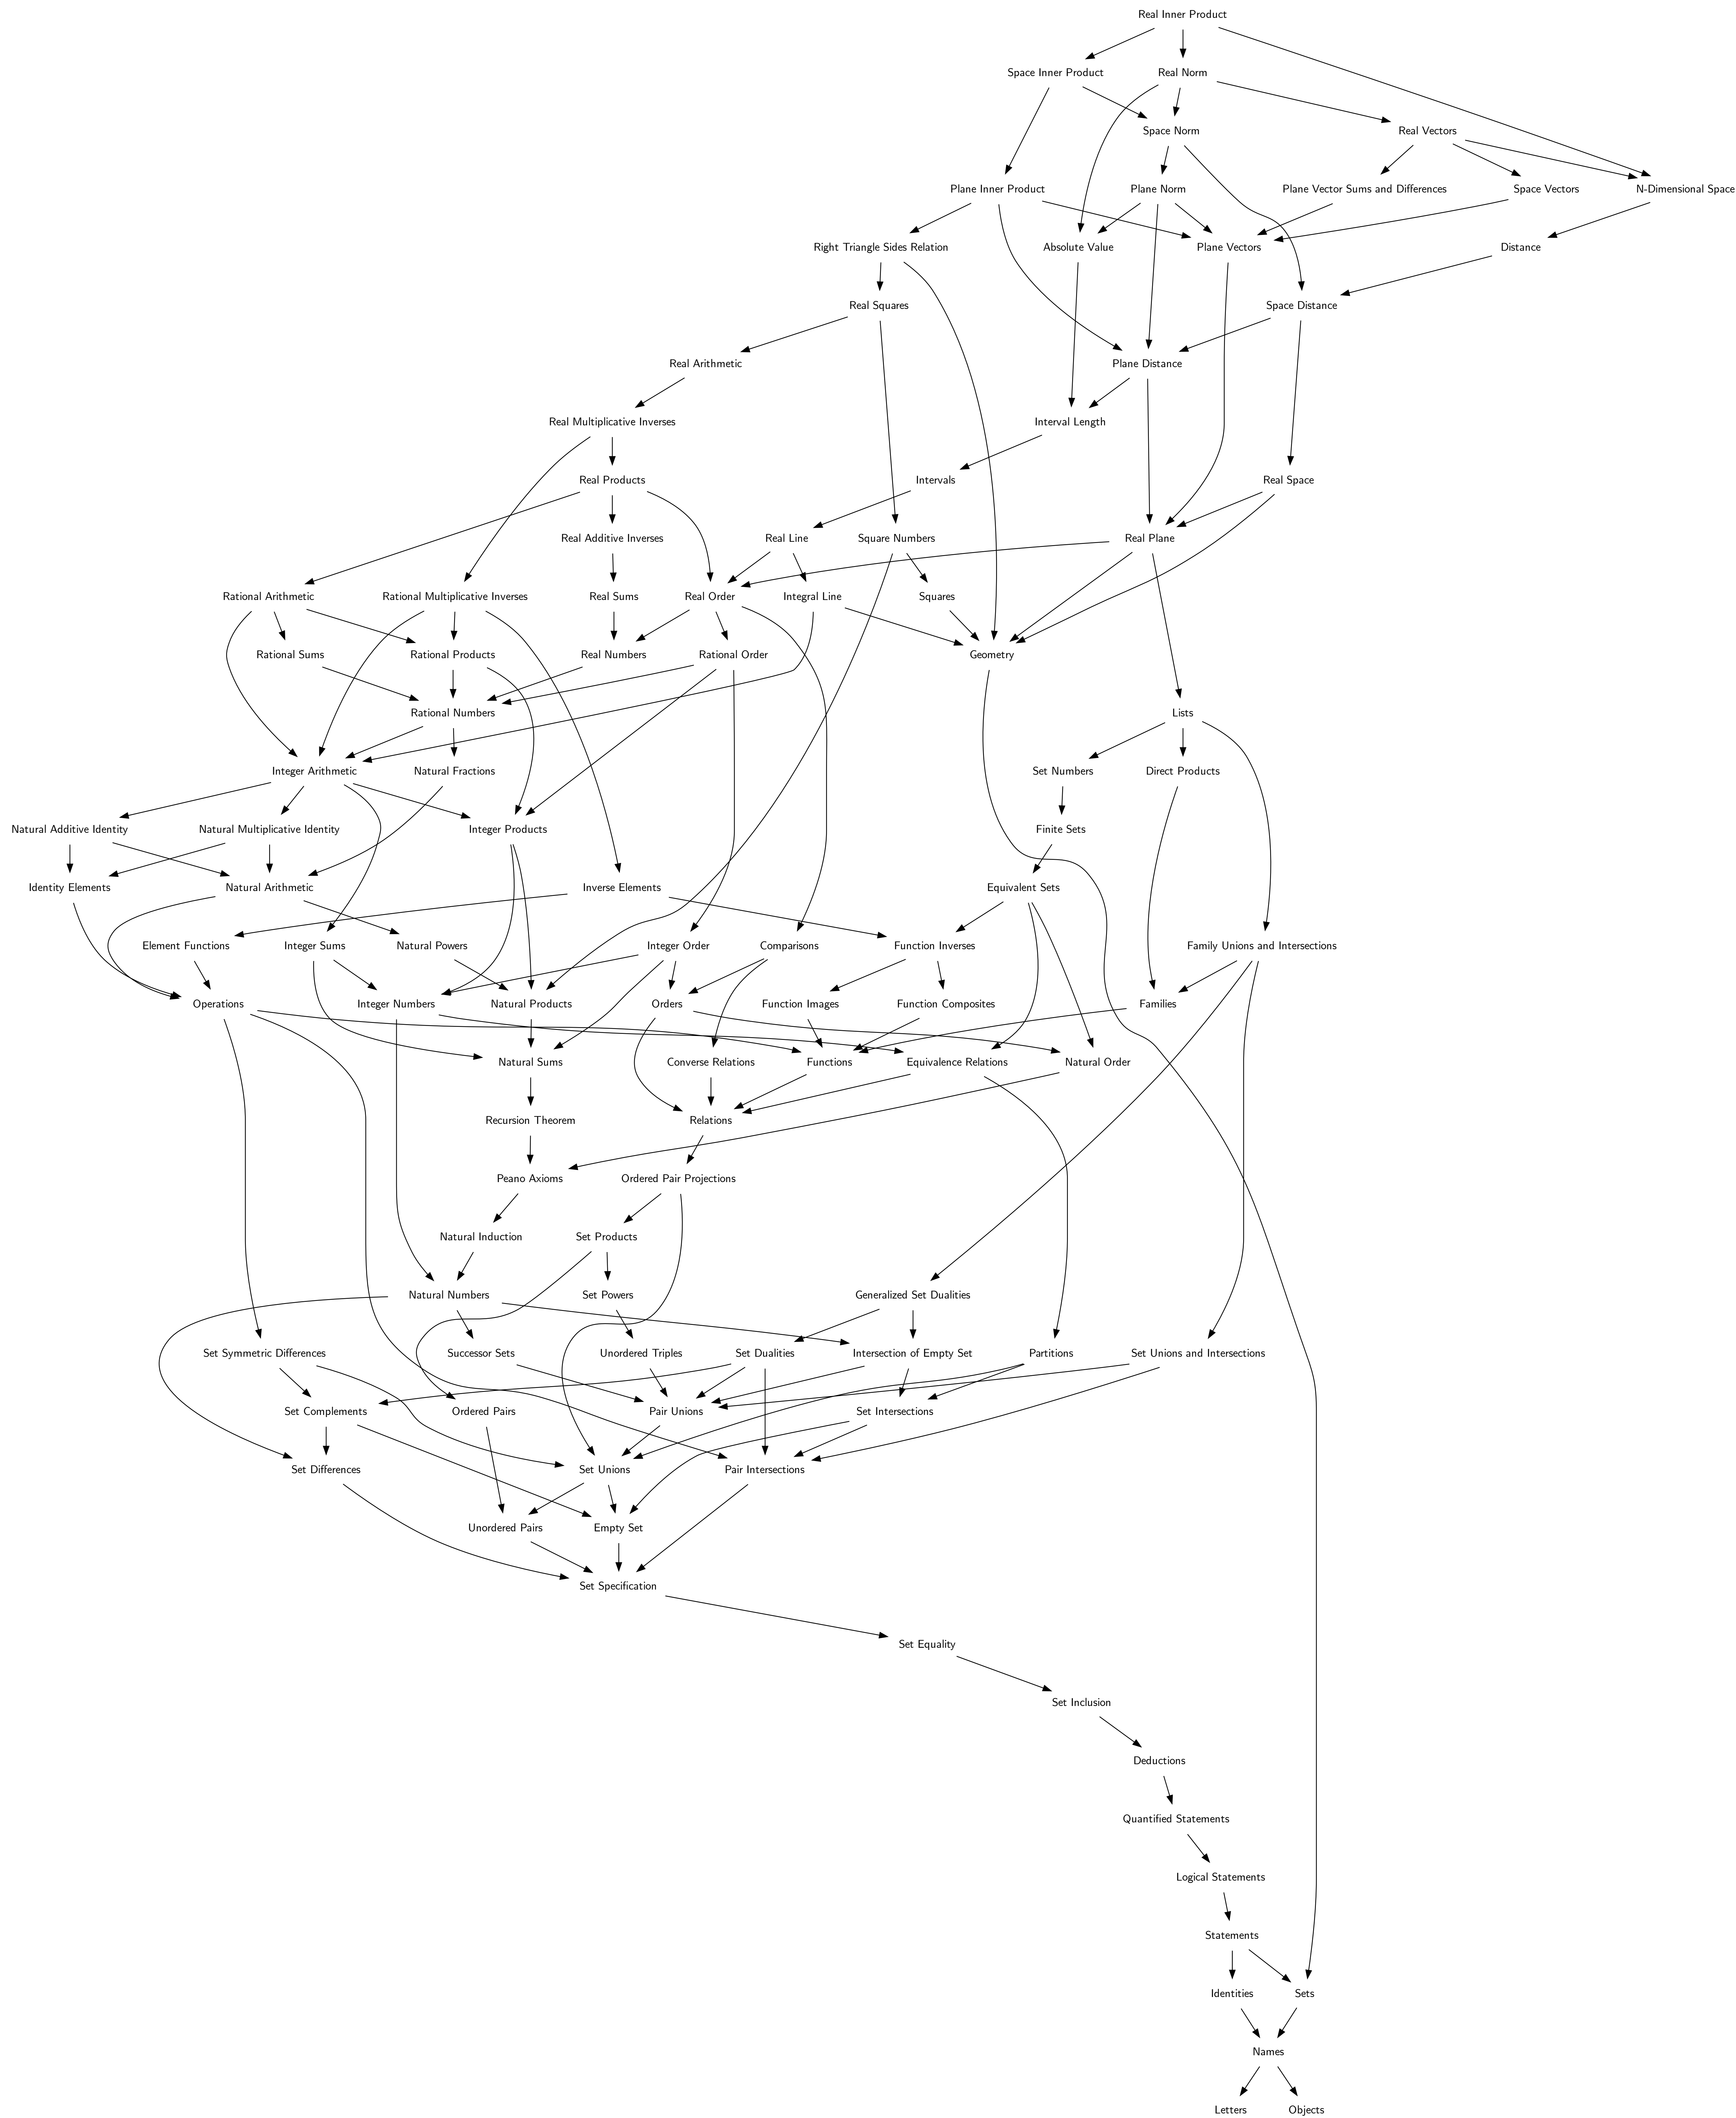 Real Inner Product
Space Inner Product
Real Norm
Space Norm
Real Vectors
Plane Inner Product
Plane Norm
Plane Vector Sums and Differences
Space Vectors
N-Dimensional Space
Right Triangle Sides Relation
Absolute Value
Plane Vectors
Distance
Real Squares
Space Distance
Real Arithmetic
Plane Distance
Real Multiplicative Inverses
Interval Length
Real Products
Intervals
Real Space
Real Additive Inverses
Real Line
Square Numbers
Real Plane
Rational Arithmetic
Rational Multiplicative Inverses
Real Sums
Real Order
Integral Line
Squares
Rational Sums
Rational Products
Real Numbers
Rational Order
Geometry
Rational Numbers
Lists
Integer Arithmetic
Natural Fractions
Set Numbers
Direct Products
Natural Additive Identity
Natural Multiplicative Identity
Integer Products
Finite Sets
Identity Elements
Natural Arithmetic
Inverse Elements
Equivalent Sets
Element Functions
Integer Sums
Natural Powers
Integer Order
Comparisons
Function Inverses
Family Unions and Intersections
Operations
Integer Numbers
Natural Products
Orders
Function Images
Function Composites
Families
Natural Sums
Converse Relations
Functions
Equivalence Relations
Natural Order
Recursion Theorem
Relations
Peano Axioms
Ordered Pair Projections
Natural Induction
Set Products
Natural Numbers
Set Powers
Generalized Set Dualities
Set Symmetric Differences
Successor Sets
Unordered Triples
Set Dualities
Intersection of Empty Set
Partitions
Set Unions and Intersections
Set Complements
Ordered Pairs
Pair Unions
Set Intersections
Set Differences
Set Unions
Pair Intersections
Unordered Pairs
Empty Set
Set Specification
Set Equality
Set Inclusion
Deductions
Quantified Statements
Logical Statements
Statements
Identities
Sets
Names
Letters
Objects